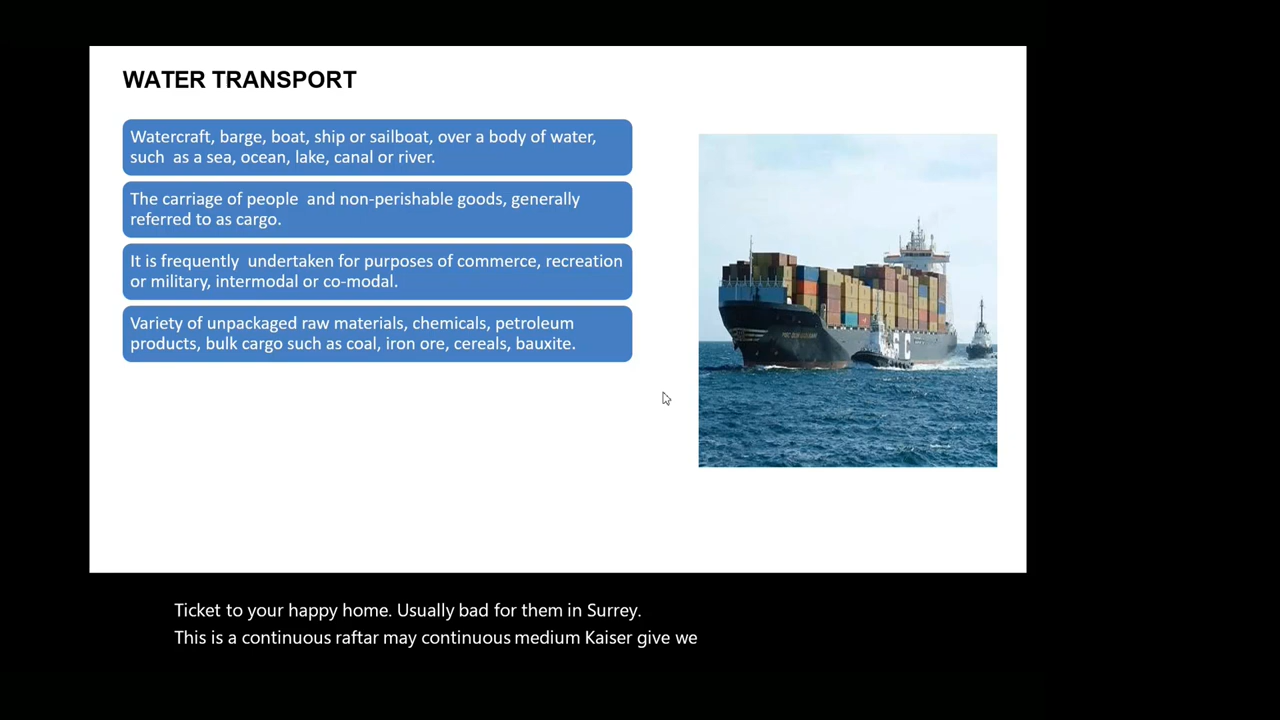 WATER TRANSPORT
Watercraft, barge, boat, ship or sailboat, over a body of water,
such as a sea, ocean, lake, canal or river.
The carriage of people and non-perishable goods, generally
referred to as cargo.
It is frequently undertaken for purposes of commerce, recreation
or military, intermodal or co-modal.
Variety of unpackaged raw materials, chemicals, petroleum
products, bulk cargo such as coal, iron ore, cereals, bauxite.
Ticket to your happy home. Usually bad for them in Surrey.
This is a continuous raftar may continuous medium Kaiser give we